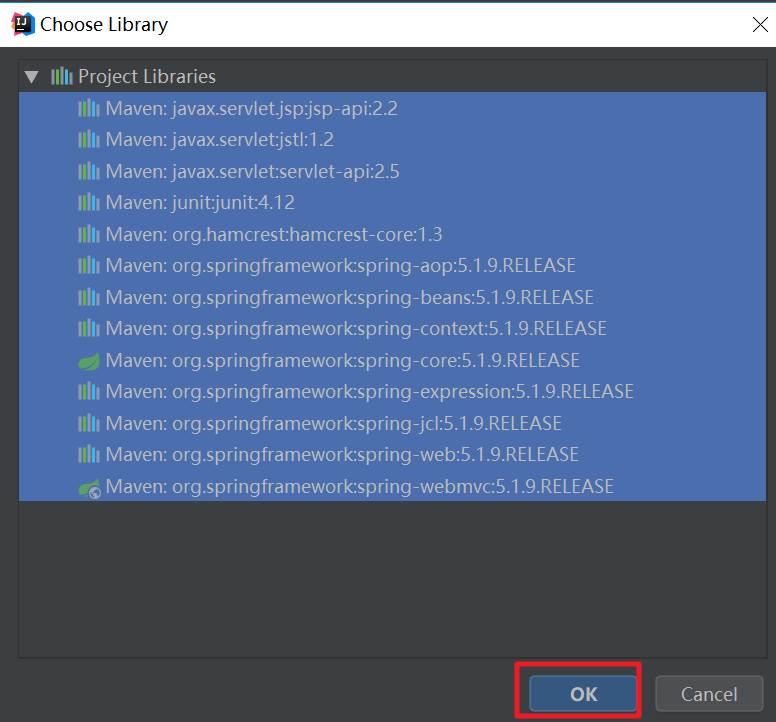 Choose Library
Project Libraries
Maven: javax.servlet.jsp:jsp-api:2.2
Maven: javax.servlet:jstl:1.2
Maven: javax.servlet:servlet-api:2.5
Maven: junit:junit:4.12
Maven: org.hamcrest:hamcrest-core:1.3
Maven: org.springframework:spring-aop:5.1.9.RELEASE
Maven: org.springframework:spring-beans:5.1.9.RELEASE
Maven: org.springframework:spring-context:5.1.9.RELEASE
Maven: org.springframework:spring-core:5.1.9.RELEASE
Maven: org.springframework:spring-expression:5.1.9.RELEASE
Maven: org.springframework:spring-jcl:5.1.9.RELEASE
Maven: org.springframework:spring-web:5.1.9.RELEASE
Maven: org.springframework:spring-webmvc:5.1.9.RELEASE
OK Cancel